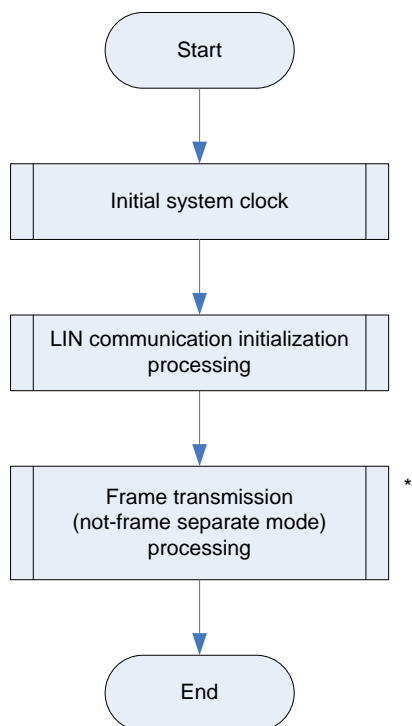 Start
Initial system clock
LIN communication initialization
processing
*
Frame transmission
(not-frame separate mode)
processing
End